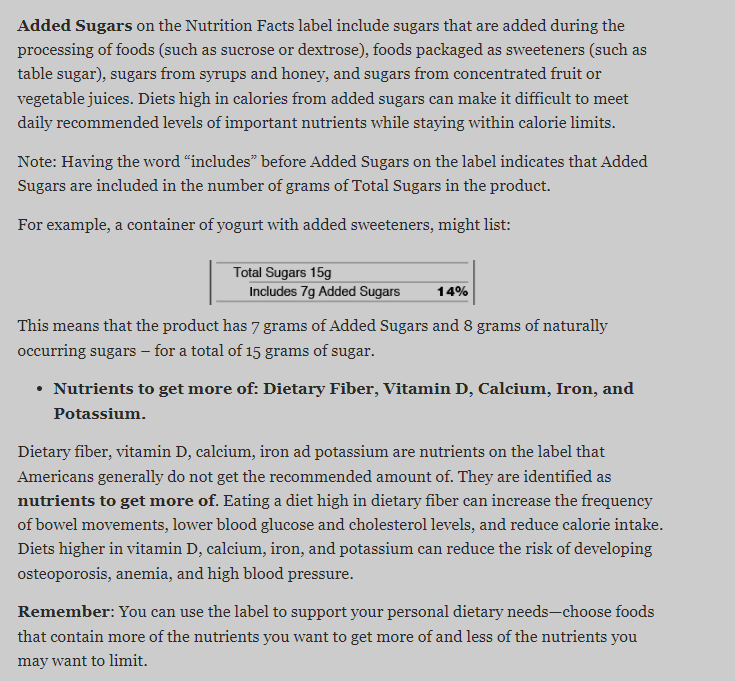 Added Sugars on the Nutrition Facts label include sugars that are added during the
processing of foods (such as sucrose or dextrose), foods packaged as sweeteners (such as
table sugar), sugars from syrups and honey, and sugars from concentrated fruit or
vegetable juices. Diets high in calories from added sugars can make it difficult to meet
daily recommended levels of important nutrients while staying within calorie limits.
Note: Having the word “includes” before Added Sugars on the label indicates that Added
Sugars are included in the number of grams of Total Sugars in the product.
For example, a container of yogurt with added sweeteners, might list:
Total Sugars 15g
Includes 7g Added Sugars 14%
This means that the product has 7 grams of Added Sugars and 8 grams of naturally
occurring sugars – for a total of 15 grams of sugar.
• Nutrients to get more of: Dietary Fiber, Vitamin D, Calcium, Iron, and
Potassium.
Dietary fiber, vitamin D, calcium, iron ad potassium are nutrients on the label that
Americans generally do not get the recommended amount of. They are identified as
nutrients to get more of. Eating a diet high in dietary fiber can increase the frequency
of bowel movements, lower blood glucose and cholesterol levels, and reduce calorie intake.
Diets higher in vitamin D, calcium, iron, and potassium can reduce the risk of developing
osteoporosis, anemia, and high blood pressure.
Remember: You can use the label to support your personal dietary needs—choose foods
that contain more of the nutrients you want to get more of and less of the nutrients you
may want to limit.